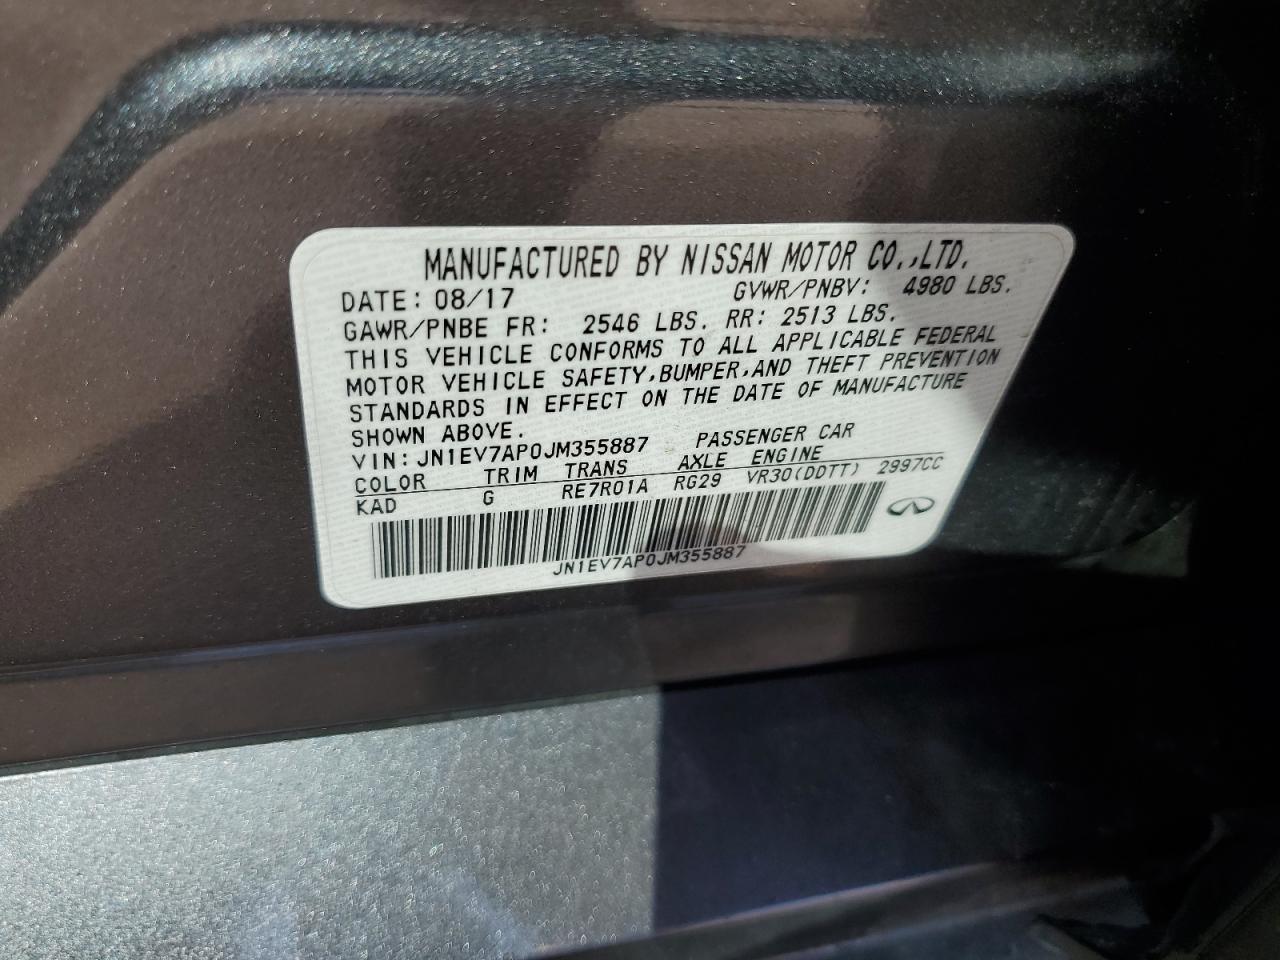 MANUFACTURED BY NISSAN MOTOR CO.,LTD.
DATE: 08/17 GVWR/PNBV: 4980 LBS.
GAWR/PNBE FR: 2546 LBS. RR: 2513 LBS.
THIS VEHICLE CONFORMS TO ALL APPLICABLE FEDERAL
MOTOR VEHICLE SAFETY,BUMPER,AND THEFT PREVENTION
STANDARDS IN EFFECT ON THE DATE OF MANUFACTURE
SHOWN ABOVE.
VIN: JN1EV7AP0JM355887 PASSENGER CAR
COLOR TRIM TRANS AXLE ENGINE
KAD G RE7R01A RG29 VR30(DDTT) 2997CC
JN1EV7AP0JM355887